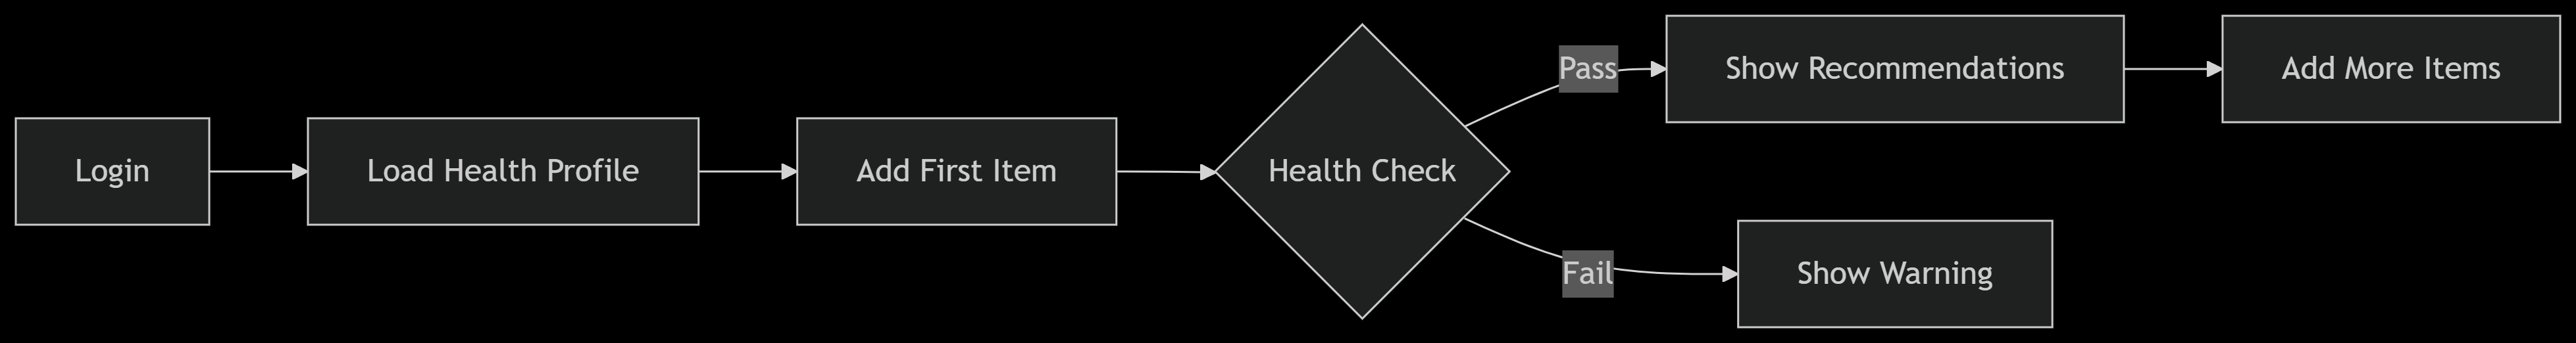 Login
Load Health Profile
Add First Item
Health Check
Pass
Show Recommendations
Add More Items
Fail
Show Warning